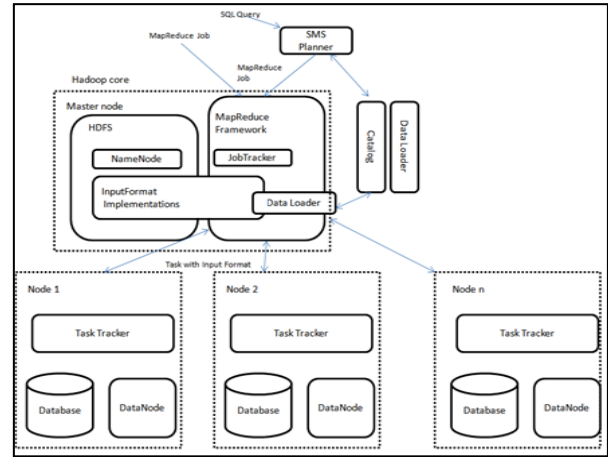 SQL Query
SMS
Planner
MapReduce Job
MapReduce
Job
Hadoop core
Master node
HDFS
MapReduce
Framework
NameNode
JobTracker
InputFormat
Implementations
Data Loader
Catalog
Data Loader
Task with Input Format
Node 1
Task Tracker
Database
DataNode
Node 2
Task Tracker
Database
DataNode
Node n
Task Tracker
Database
DataNode